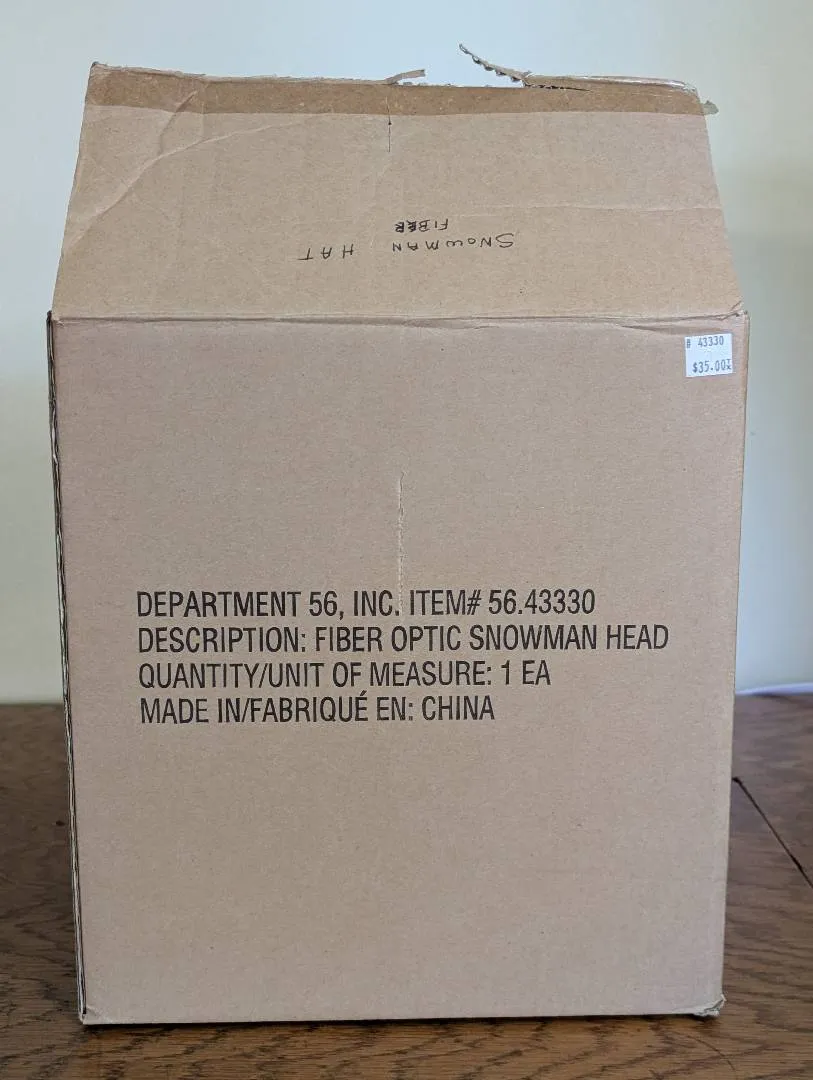 SNOWMAN HAT
FIBER
# 43330
$35.00
DEPARTMENT 56, INC. ITEM# 56.43330
DESCRIPTION: FIBER OPTIC SNOWMAN HEAD
QUANTITY/UNIT OF MEASURE: 1 EA
MADE IN/FABRIQUÉ EN: CHINA